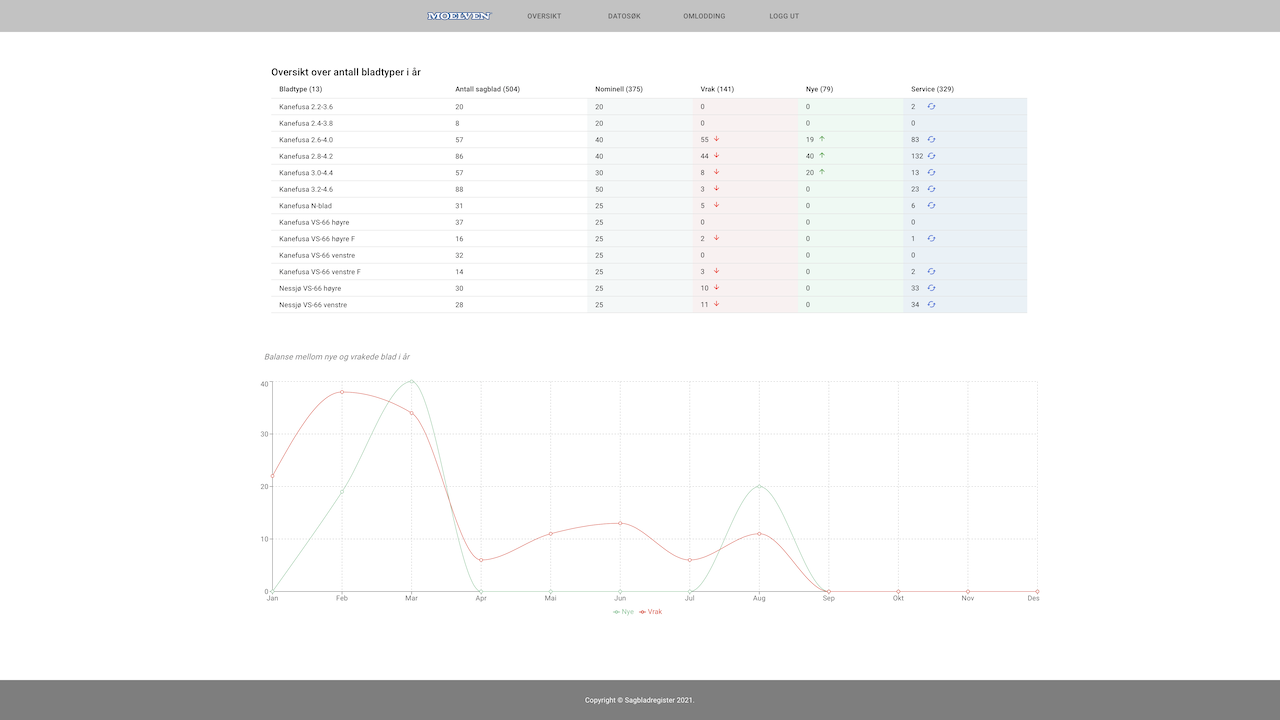 MOELVEN OVERSIKT DATOSØK OMLODDING LOGG UT
Oversikt over antall bladtyper i år
Bladtype (13) Antall sagblad (504) Nominell (375) Vrak (141) Nye (79) Service (329)
Kanefusa 2.2-3.6 20 20 0 0 2
Kanefusa 2.4-3.8 8 20 0 0 0
Kanefusa 2.6-4.0 57 40 55 19 83
Kanefusa 2.8-4.2 86 40 44 40 132
Kanefusa 3.0-4.4 57 30 8 20 13
Kanefusa 3.2-4.6 88 50 3 0 23
Kanefusa N-blad 31 25 5 0 6
Kanefusa VS-66 høyre 37 25 0 0 0
Kanefusa VS-66 høyre F 16 25 2 0 1
Kanefusa VS-66 venstre 32 25 0 0 0
Kanefusa VS-66 venstre F 14 25 3 0 2
Nessjø VS-66 høyre 30 25 10 0 33
Nessjø VS-66 venstre 28 25 11 0 34
Balanse mellom nye og vrakede blad i år
40
30
20
10
0
Jan Feb Mar Apr Mai Jun Jul Aug Sep Okt Nov Des
Nye Vrak
Copyright © Sagbladregister 2021.